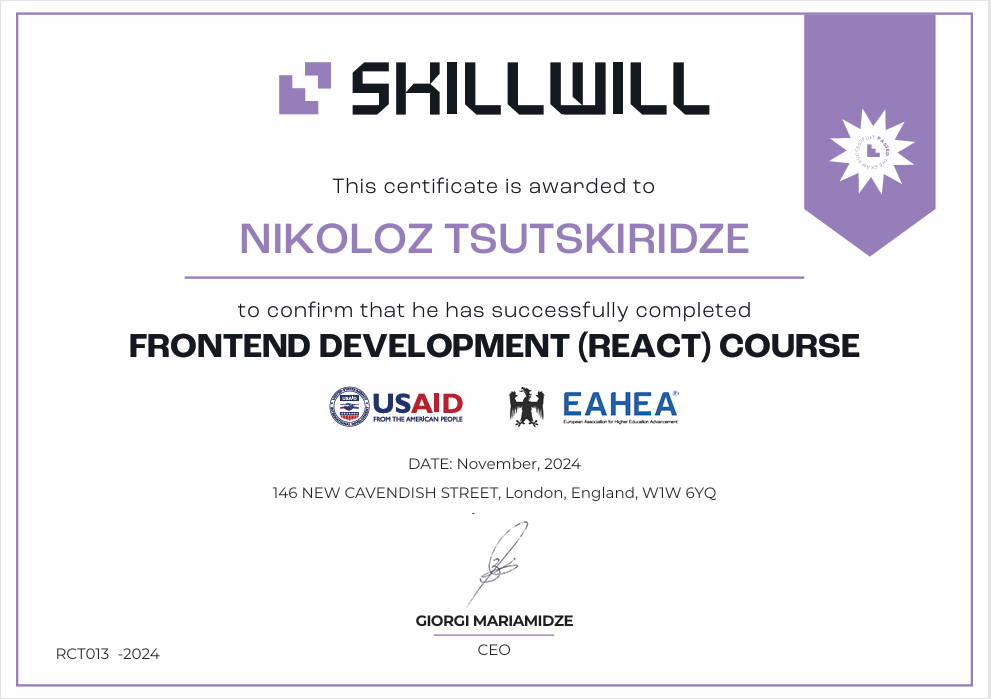 SKILLWILL
This certificate is awarded to
NIKOLOZ TSUTSKIRIDZE
to confirm that he has successfully completed
FRONTEND DEVELOPMENT (REACT) COURSE
USAID
FROM THE AMERICAN PEOPLE
EAHEA®
European Association for Higher Education Advancement
DATE: November, 2024
146 NEW CAVENDISH STREET, London, England, W1W 6YQ
GIORGI MARIAMIDZE
CEO
RCT013 -2024